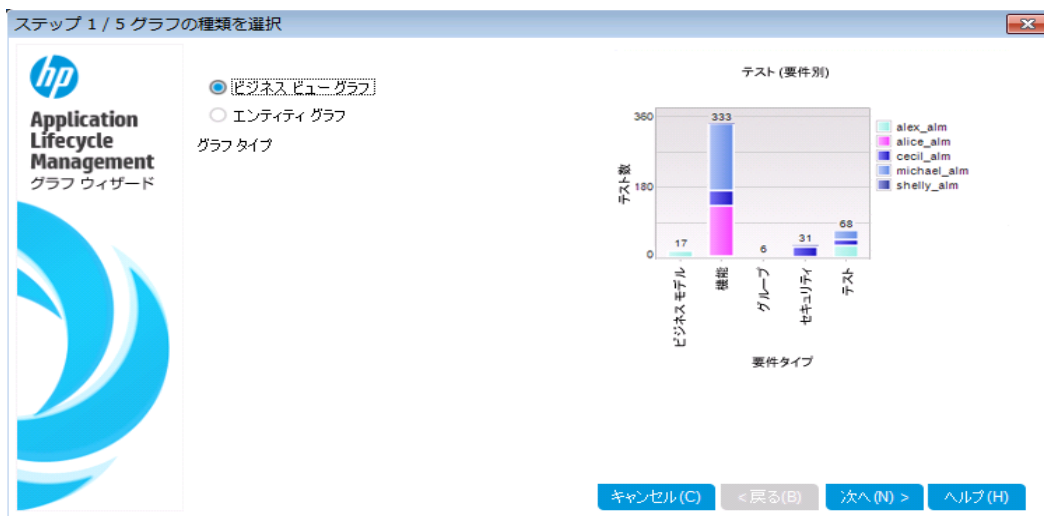 ステップ 1 / 5 グラフの種類を選択
hp
Application
Lifecycle
Management
グラフ ウィザード
ビジネス ビュー グラフ
エンティティ グラフ
グラフ タイプ
テスト (要件別)
360
180
0
テスト数
17
333
6
31
68
ビジネス モデル
機能
グループ
セキュリティ
テスト
要件タイプ
alex_alm
alice_alm
cecil_alm
michael_alm
shelly_alm
キャンセル(C)
< 戻る(B)
次へ(N) >
ヘルプ(H)